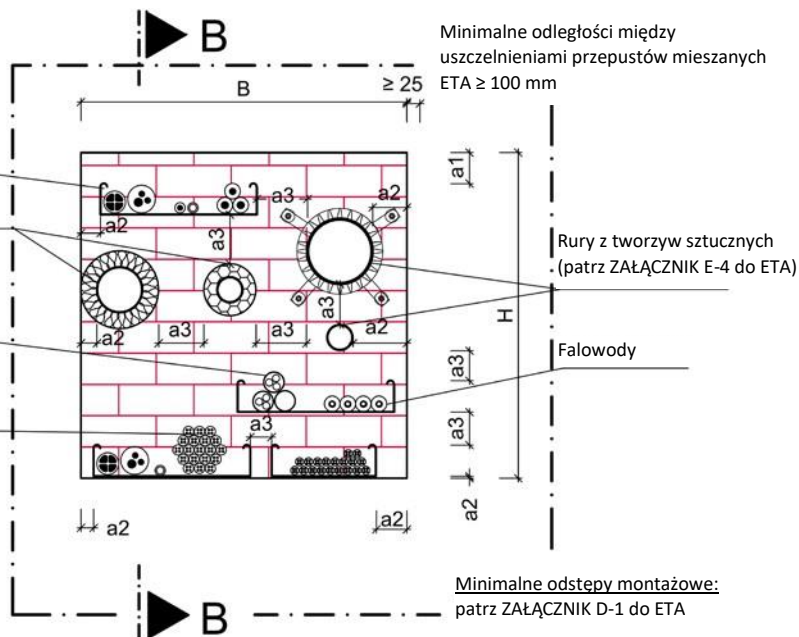 B
Minimalne odległości między
uszczelnieniami przepustów mieszanych
ETA ≥ 100 mm
B
≥ 25
a1
a3
a2
a2
a3
Rury z tworzyw sztucznych
(patrz ZAŁĄCZNIK E-4 do ETA)
a3
H
a2
a3
a3
a2
Falowody
a3
a3
a3
a2
a2
a2
Minimalne odstępy montażowe:
patrz ZAŁĄCZNIK D-1 do ETA
B